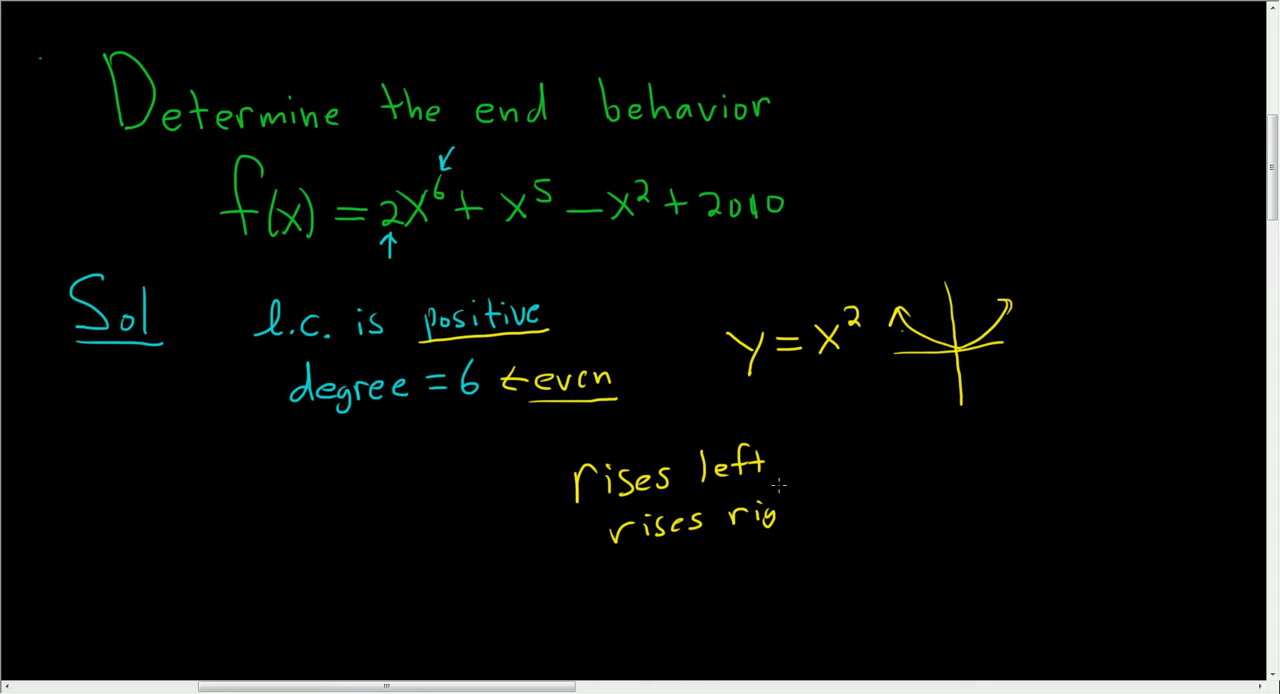 Determine the end behavior
f(x) = 2x⁶ + x⁵ - x² + 2010
Sol l.c. is positive
degree = 6 ← even
y = x²
rises left
rises rig